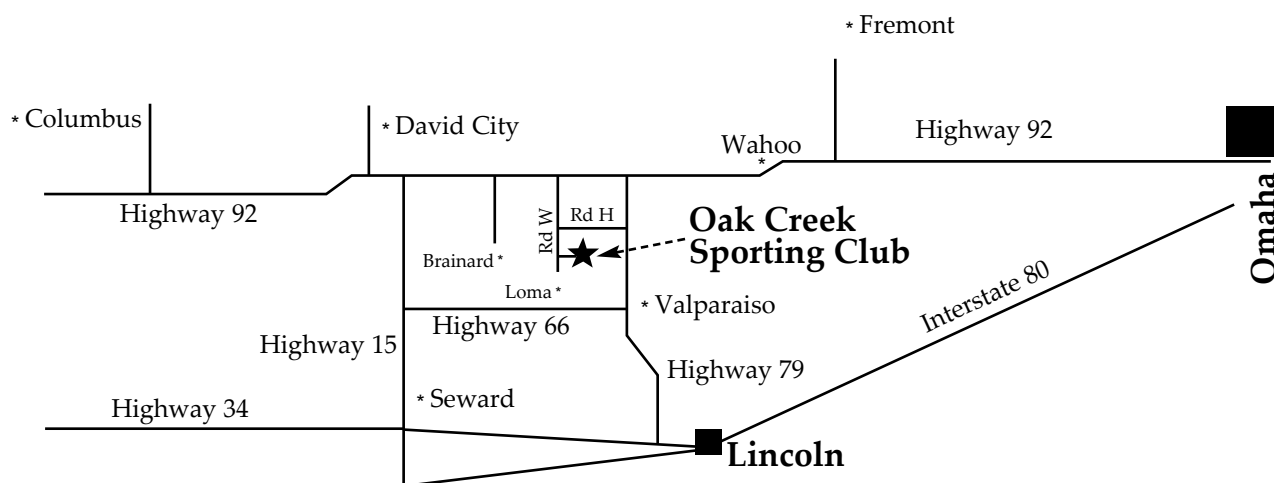 * Fremont
* Columbus
* David City
Highway 92
Wahoo
*
Highway 92
Rd W
Rd H
Oak Creek
Sporting Club
Omaha
Brainard *
Loma *
* Valparaiso
Interstate 80
Highway 66
Highway 15
Highway 79
* Seward
Highway 34
Lincoln